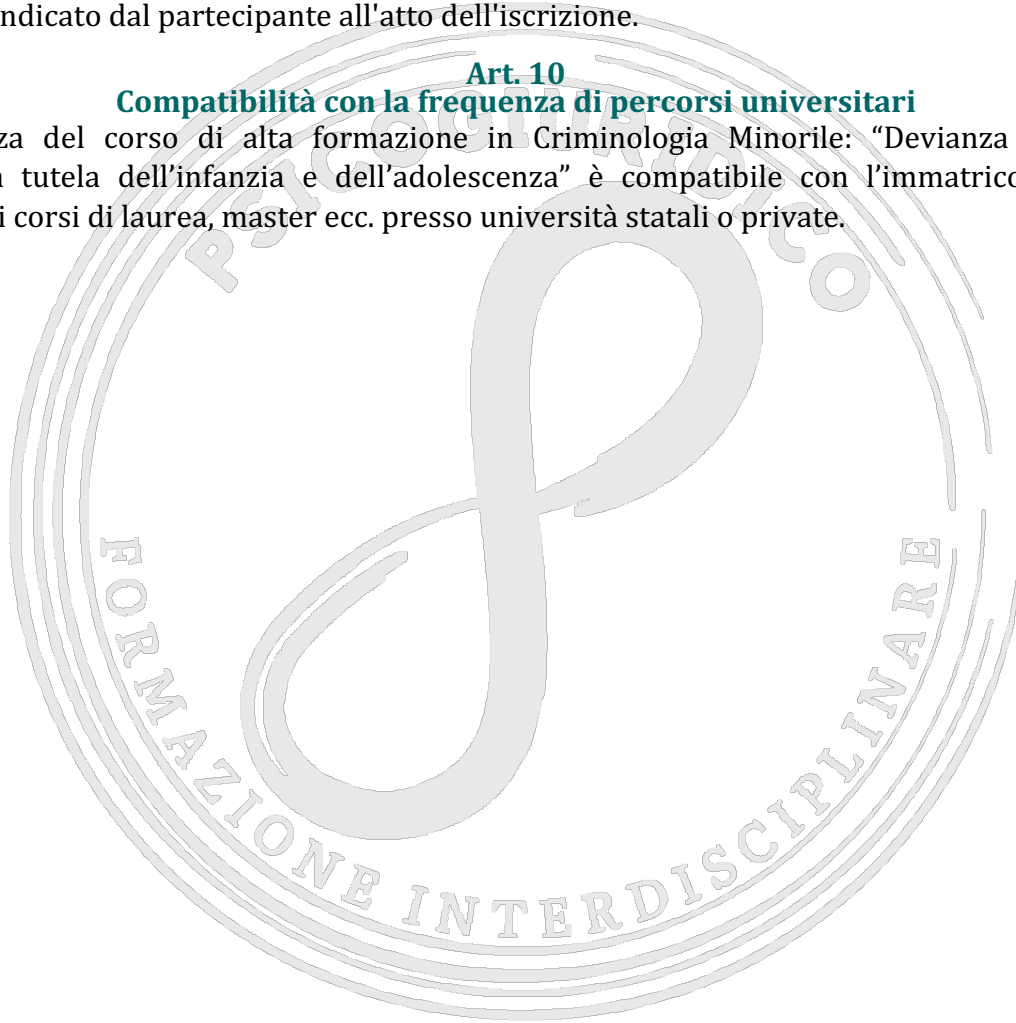 ndicato dal partecipante all'atto dell'iscrizione.
Art. 10
Compatibilità con la frequenza di percorsi universitari
za del corso di alta formazione in Criminologia Minorile: “Devianza
tutela dell’infanzia e dell’adolescenza” è compatibile con l’immatrico
i corsi di laurea, master ecc. presso università statali o private.
PSICOGIURIDICO
FORMAZIONE INTERDISCIPLINARE